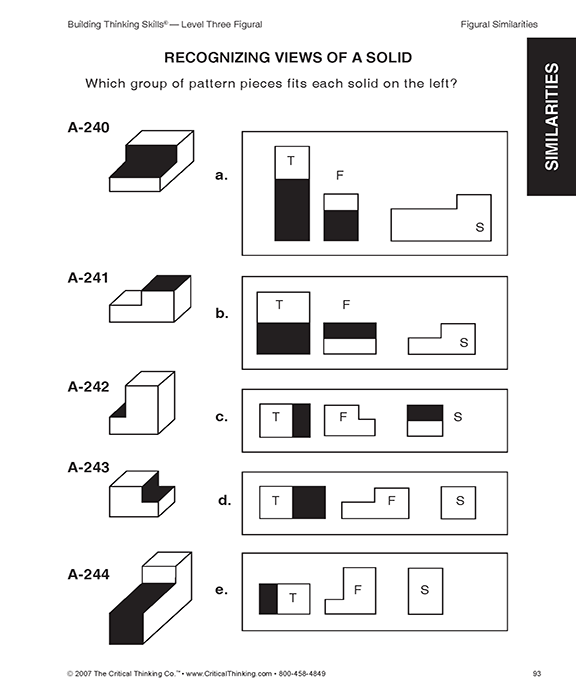 Building Thinking Skills® — Level Three Figural
Figural Similarities
RECOGNIZING VIEWS OF A SOLID
Which group of pattern pieces fits each solid on the left?
SIMILARITIES
A-240
a.
T
F
S
A-241
b.
T
F
S
A-242
c.
T
F
S
A-243
d.
T
F
S
A-244
e.
T
F
S
© 2007 The Critical Thinking Co.™ • www.CriticalThinking.com • 800-458-4849
93